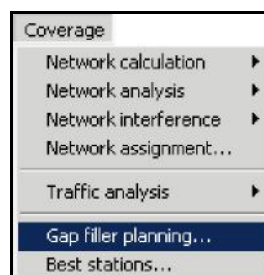 Coverage
Network calculation
Network analysis
Network interference
Network assignment...
Traffic analysis
Gap filler planning...
Best stations...